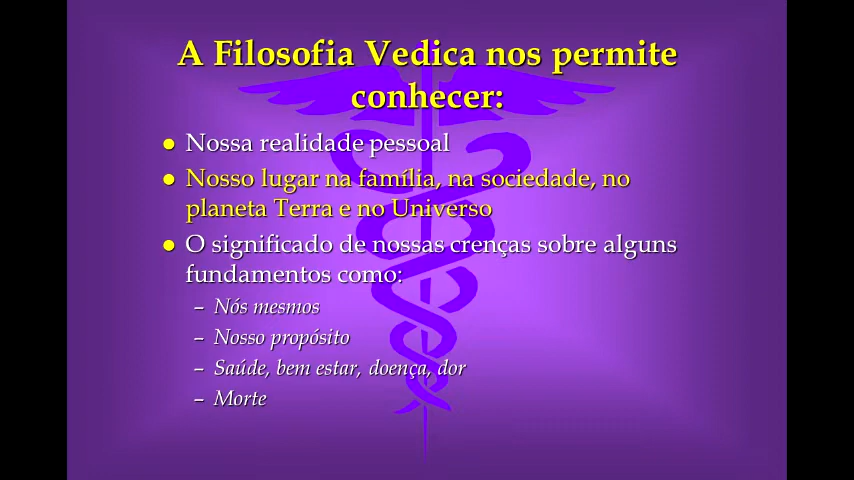 A Filosofia Vedica nos permite
conhecer:
● Nossa realidade pessoal
● Nosso lugar na família, na sociedade, no
planeta Terra e no Universo
● O significado de nossas crenças sobre alguns
fundamentos como:
– Nós mesmos
– Nosso propósito
– Saúde, bem estar, doença, dor
– Morte